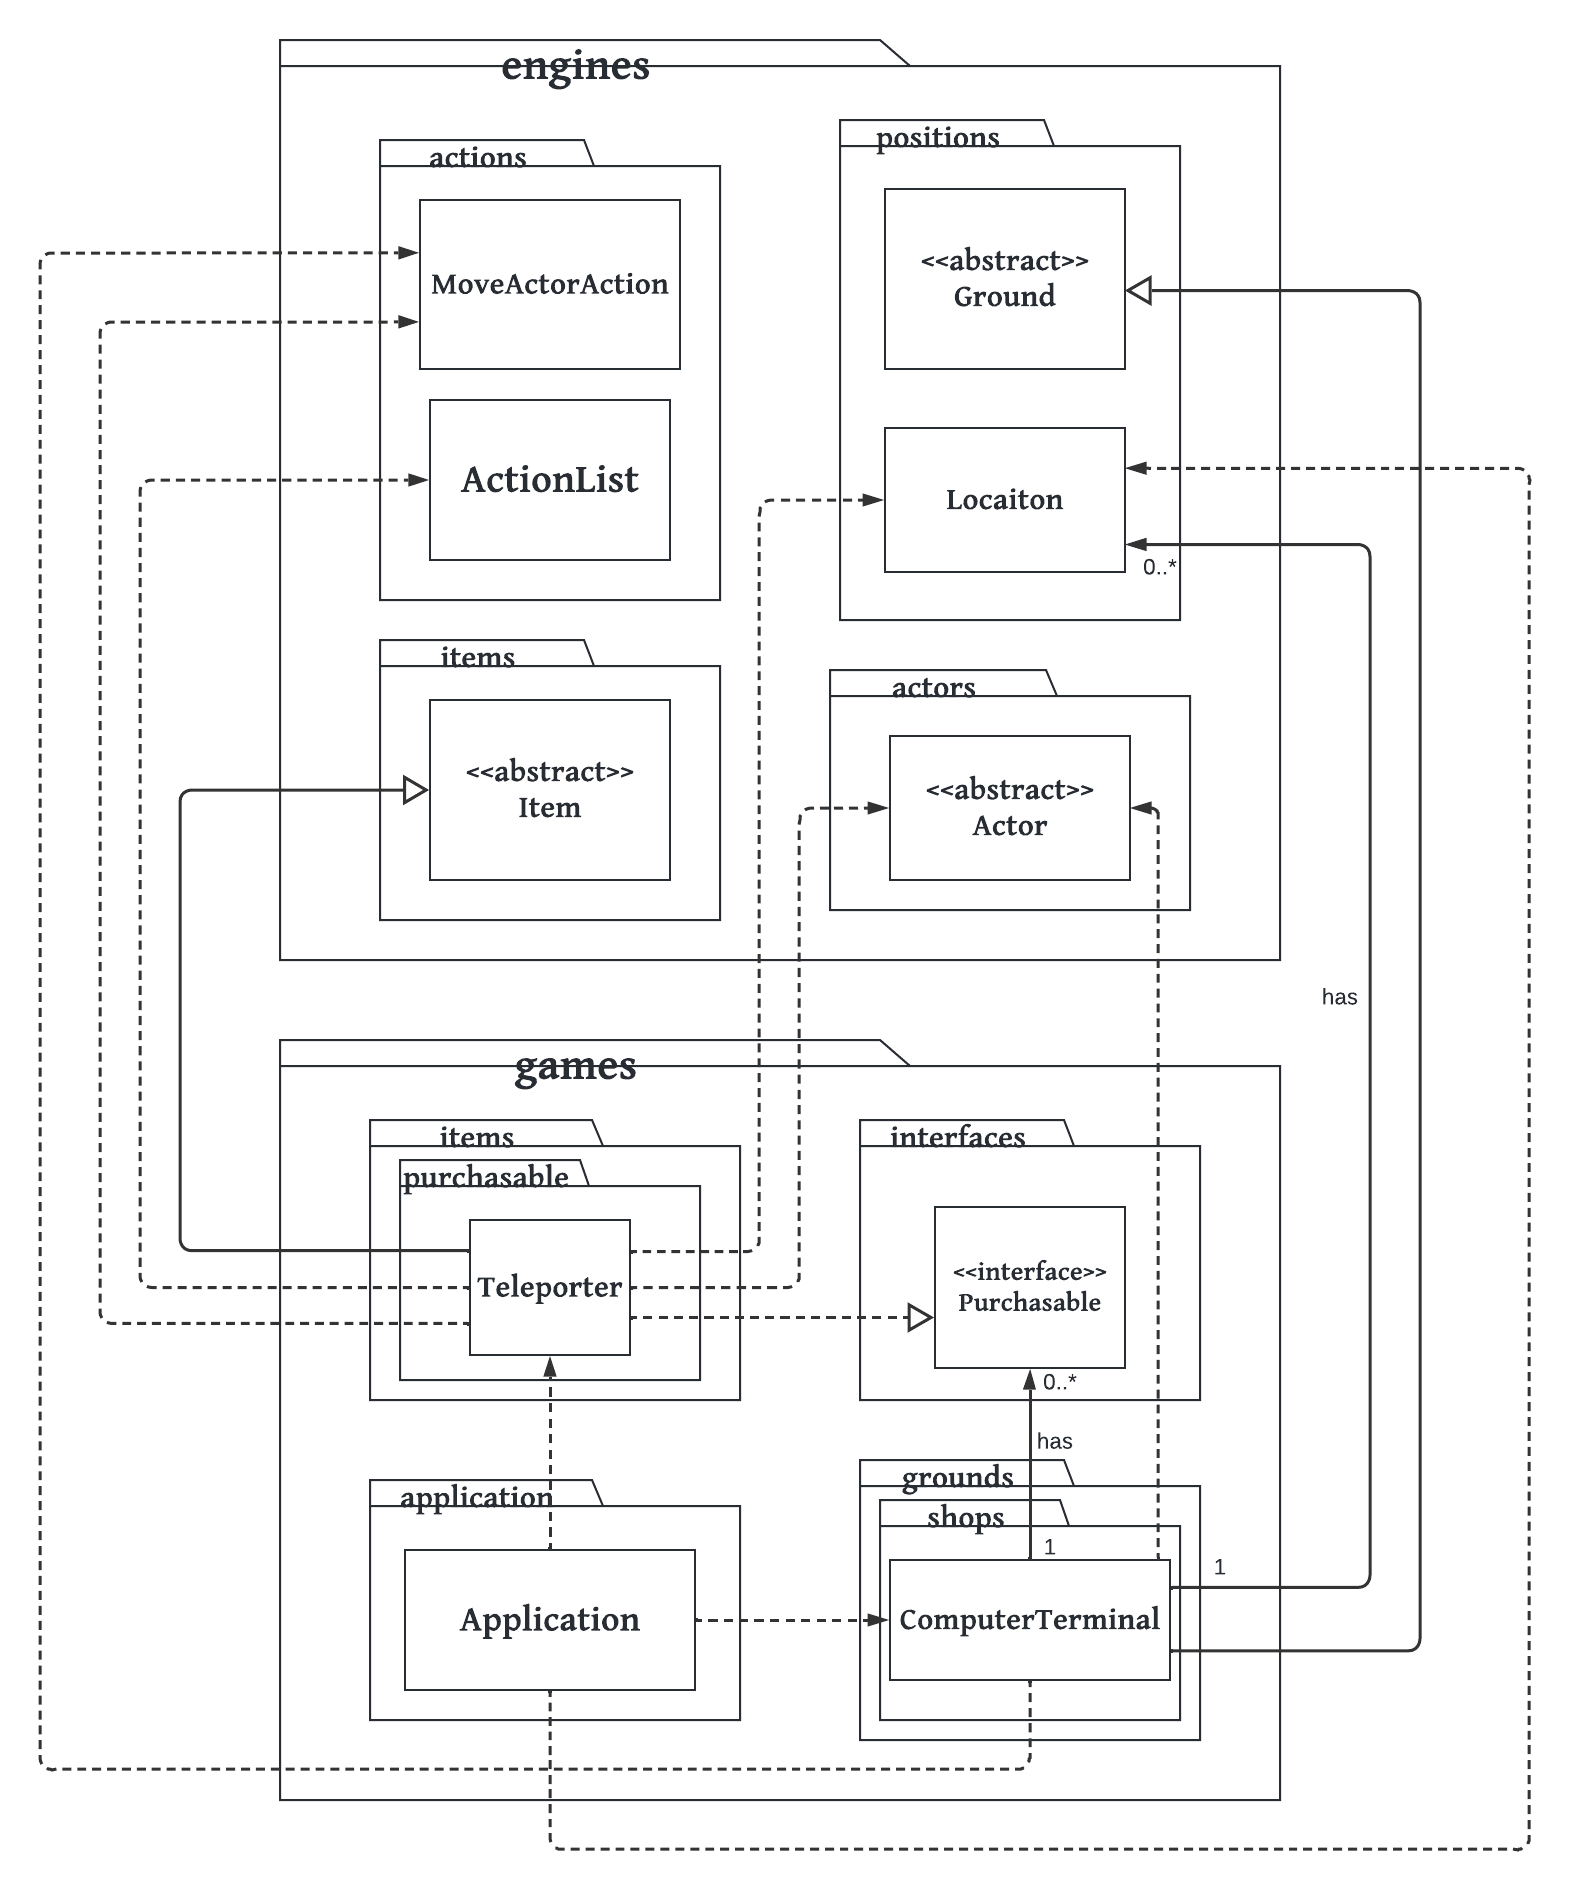 engines
actions
positions
MoveActorAction
<<abstract>>
Ground
ActionList
Locaiton
0..*
items
actors
<<abstract>>
Item
<<abstract>>
Actor
has
games
items
interfaces
purchasable
Teleporter
<<interface>>
Purchasable
0..*
has
grounds
application
shops
1
1
Application
ComputerTerminal